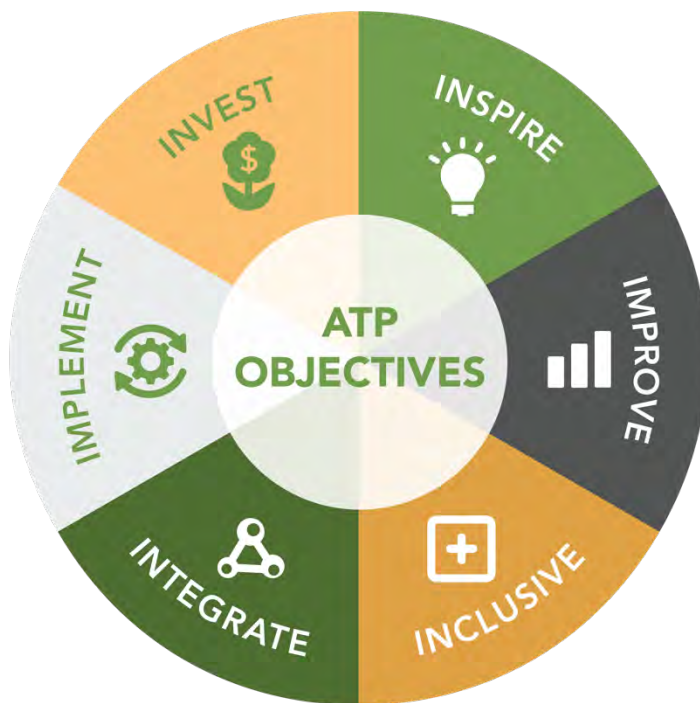 INVEST
$
INSPIRE
IMPLEMENT
ATP
OBJECTIVES
IMPROVE
INTEGRATE
INCLUSIVE